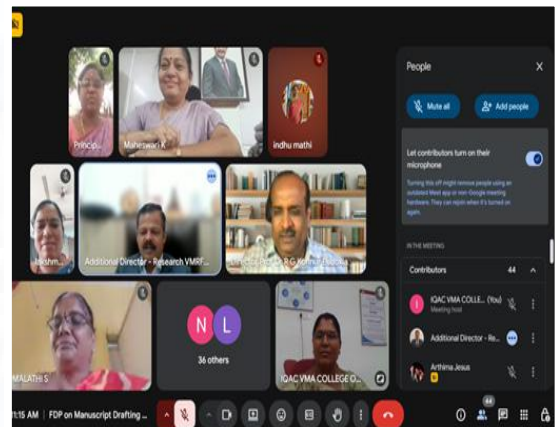 Princip...
Maheswari K
indhu mathi
Additional Director - Research VMRF...
MALATHI S
N L
36 others
IQAC VMA COLLEGE O...
11:15 AM | FDP on Manuscript Drafting ...
People
Mute all
Add people
Let contributors turn on their
microphone
Turning this off might remove people using an
outdated Meet app or non-Google meeting
hardware. They can rejoin when it's turned on
again.
IN THE MEETING
Contributors 44
IQAC VMA COLLE... (You)
Meeting host
Additional Director - Re...
Arthima Jesus
44